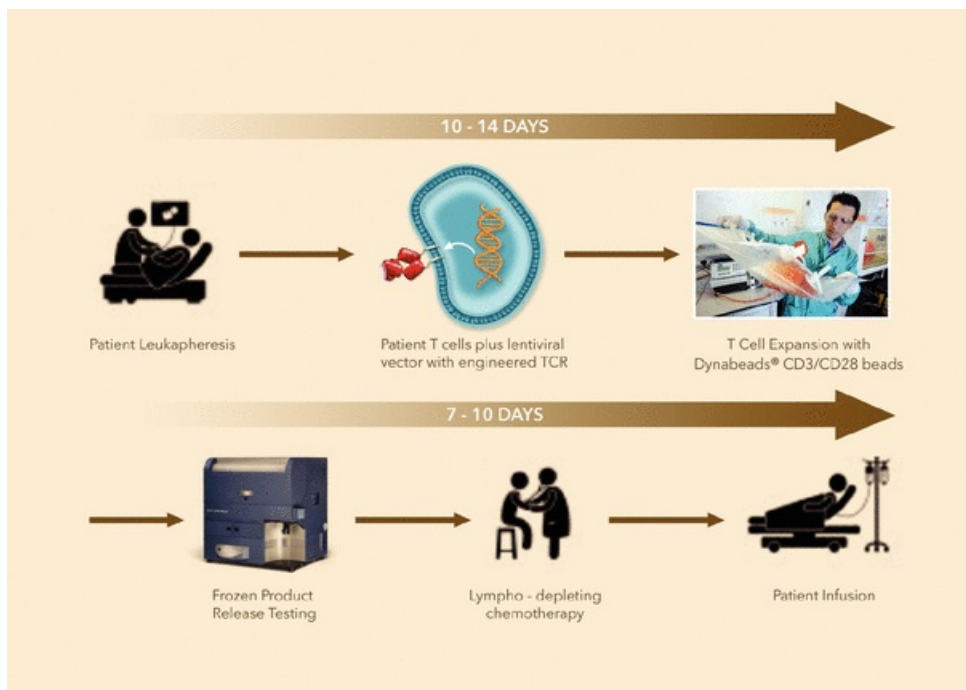 10 - 14 DAYS
Patient Leukapheresis
Patient T cells plus lentiviral
vector with engineered TCR
T Cell Expansion with
Dynabeads® CD3/CD28 beads
7 - 10 DAYS
Frozen Product
Release Testing
Lympho - depleting
chemotherapy
Patient Infusion